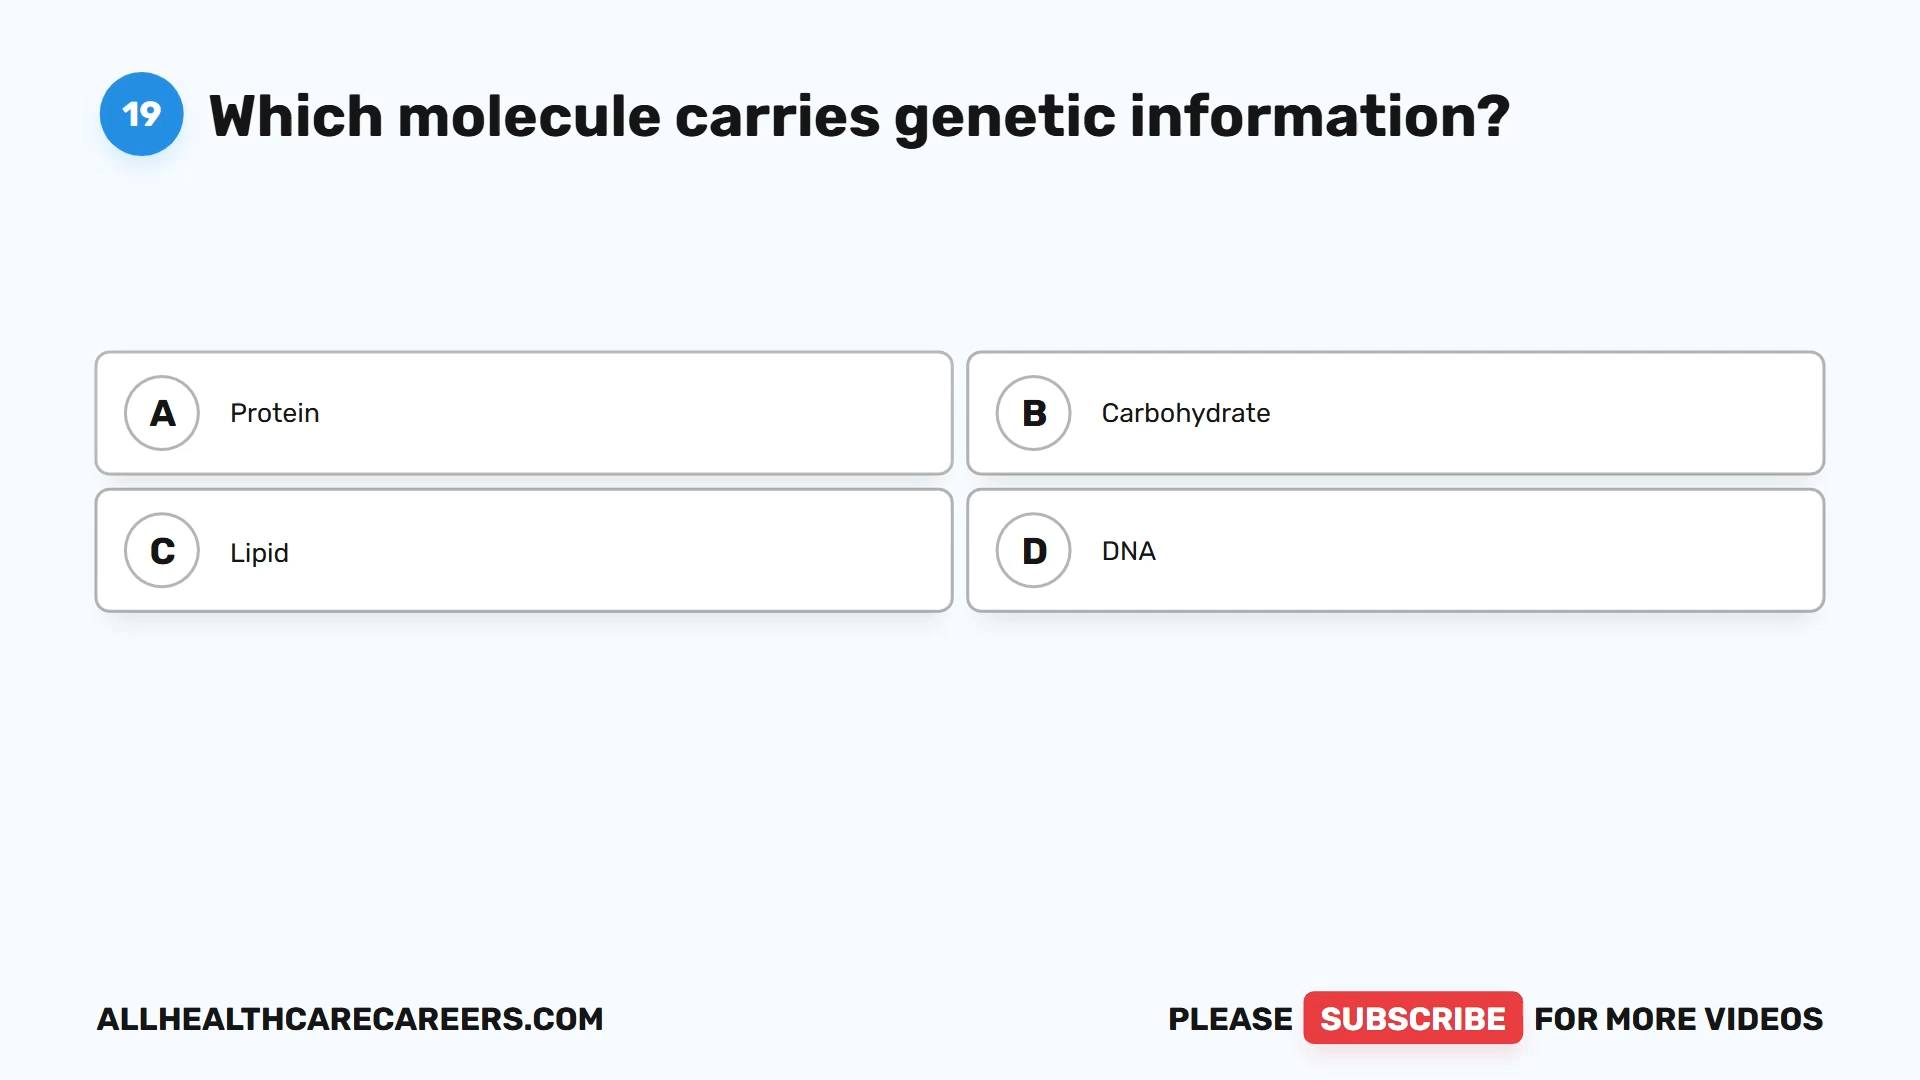 19 Which molecule carries genetic information?
A Protein
B Carbohydrate
C Lipid
D DNA
ALLHEALTHCARECAREERS.COM
PLEASE SUBSCRIBE FOR MORE VIDEOS